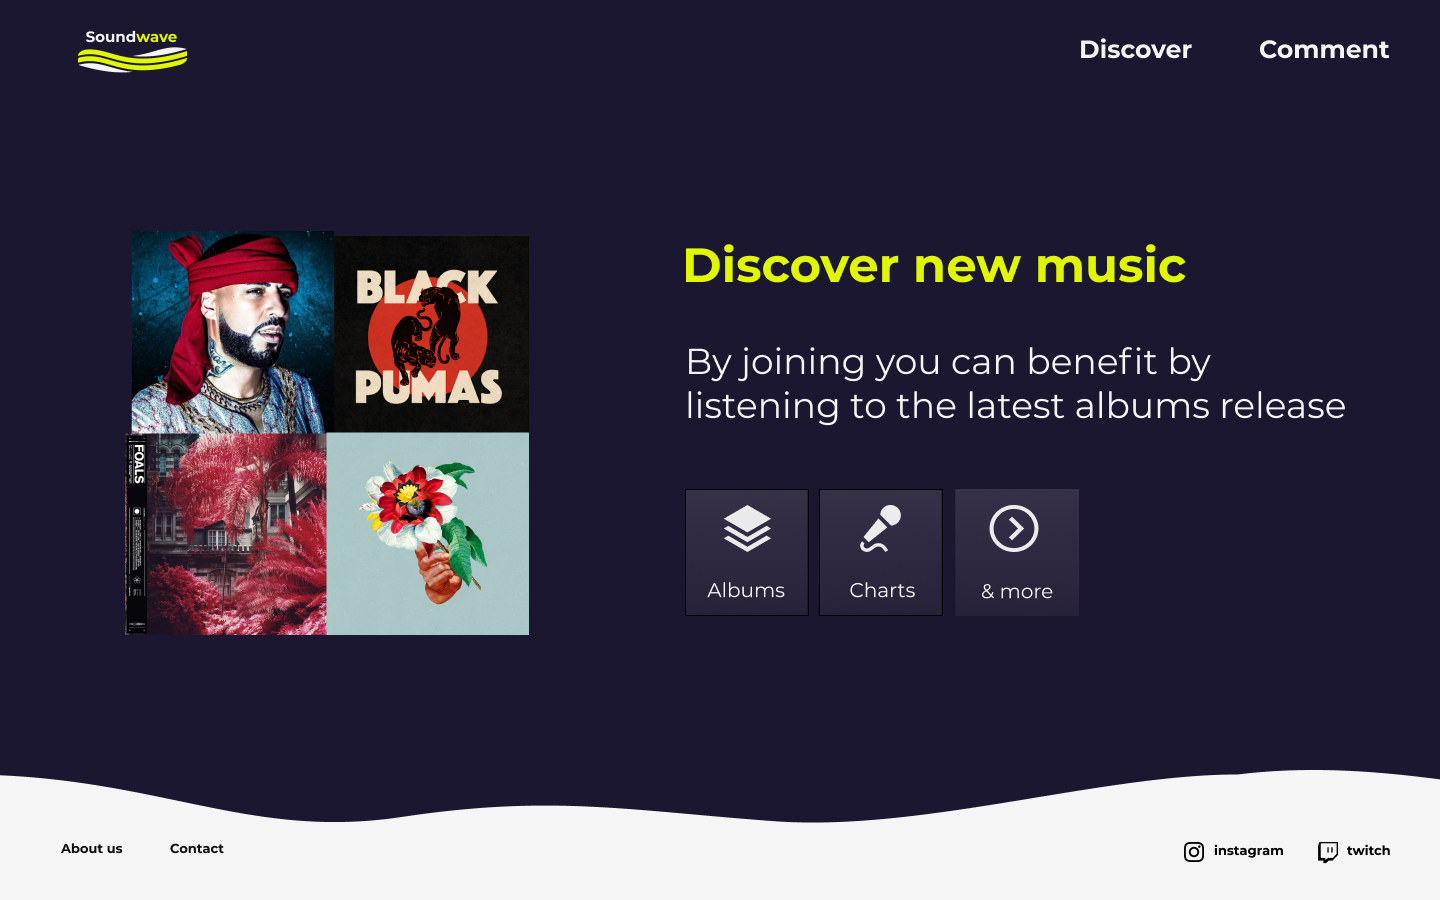 Soundwave
Discover
Comment
BLACK
PUMAS
FOALS
Discover new music
By joining you can benefit by
listening to the latest albums release
Albums
Charts
& more
About us
Contact
instagram
twitch